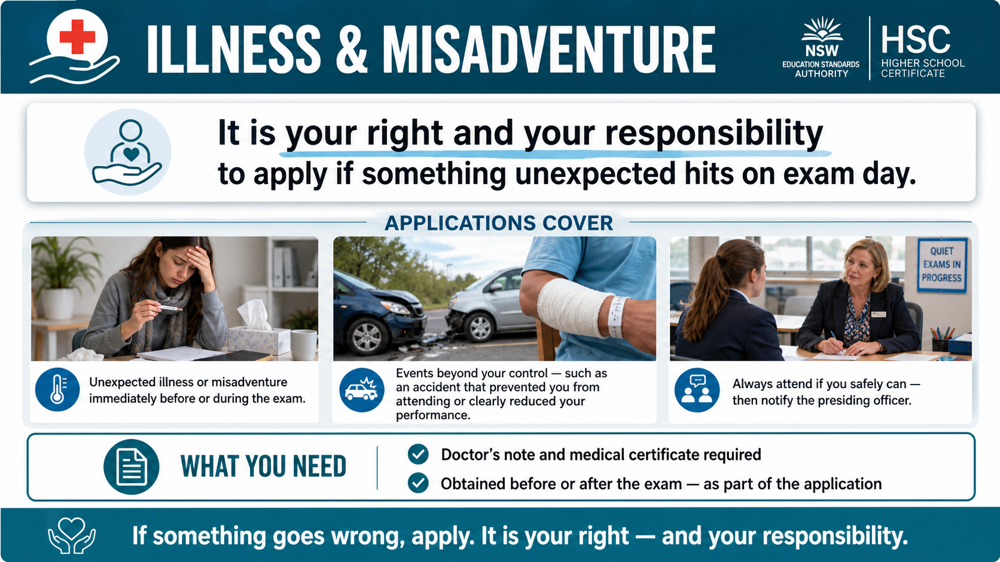 ILLNESS & MISADVENTURE
NSW
EDUCATION STANDARDS
AUTHORITY
HSC
HIGHER SCHOOL
CERTIFICATE
It is your right and your responsibility
to apply if something unexpected hits on exam day.
APPLICATIONS COVER
QUIET
EXAMS IN
PROGRESS
Unexpected illness or misadventure
immediately before or during the exam.
Events beyond your control — such as
an accident that prevented you from
attending or clearly reduced your
performance.
Always attend if you safely can —
then notify the presiding officer.
WHAT YOU NEED
Doctor's note and medical certificate required
Obtained before or after the exam — as part of the application
If something goes wrong, apply. It is your right — and your responsibility.